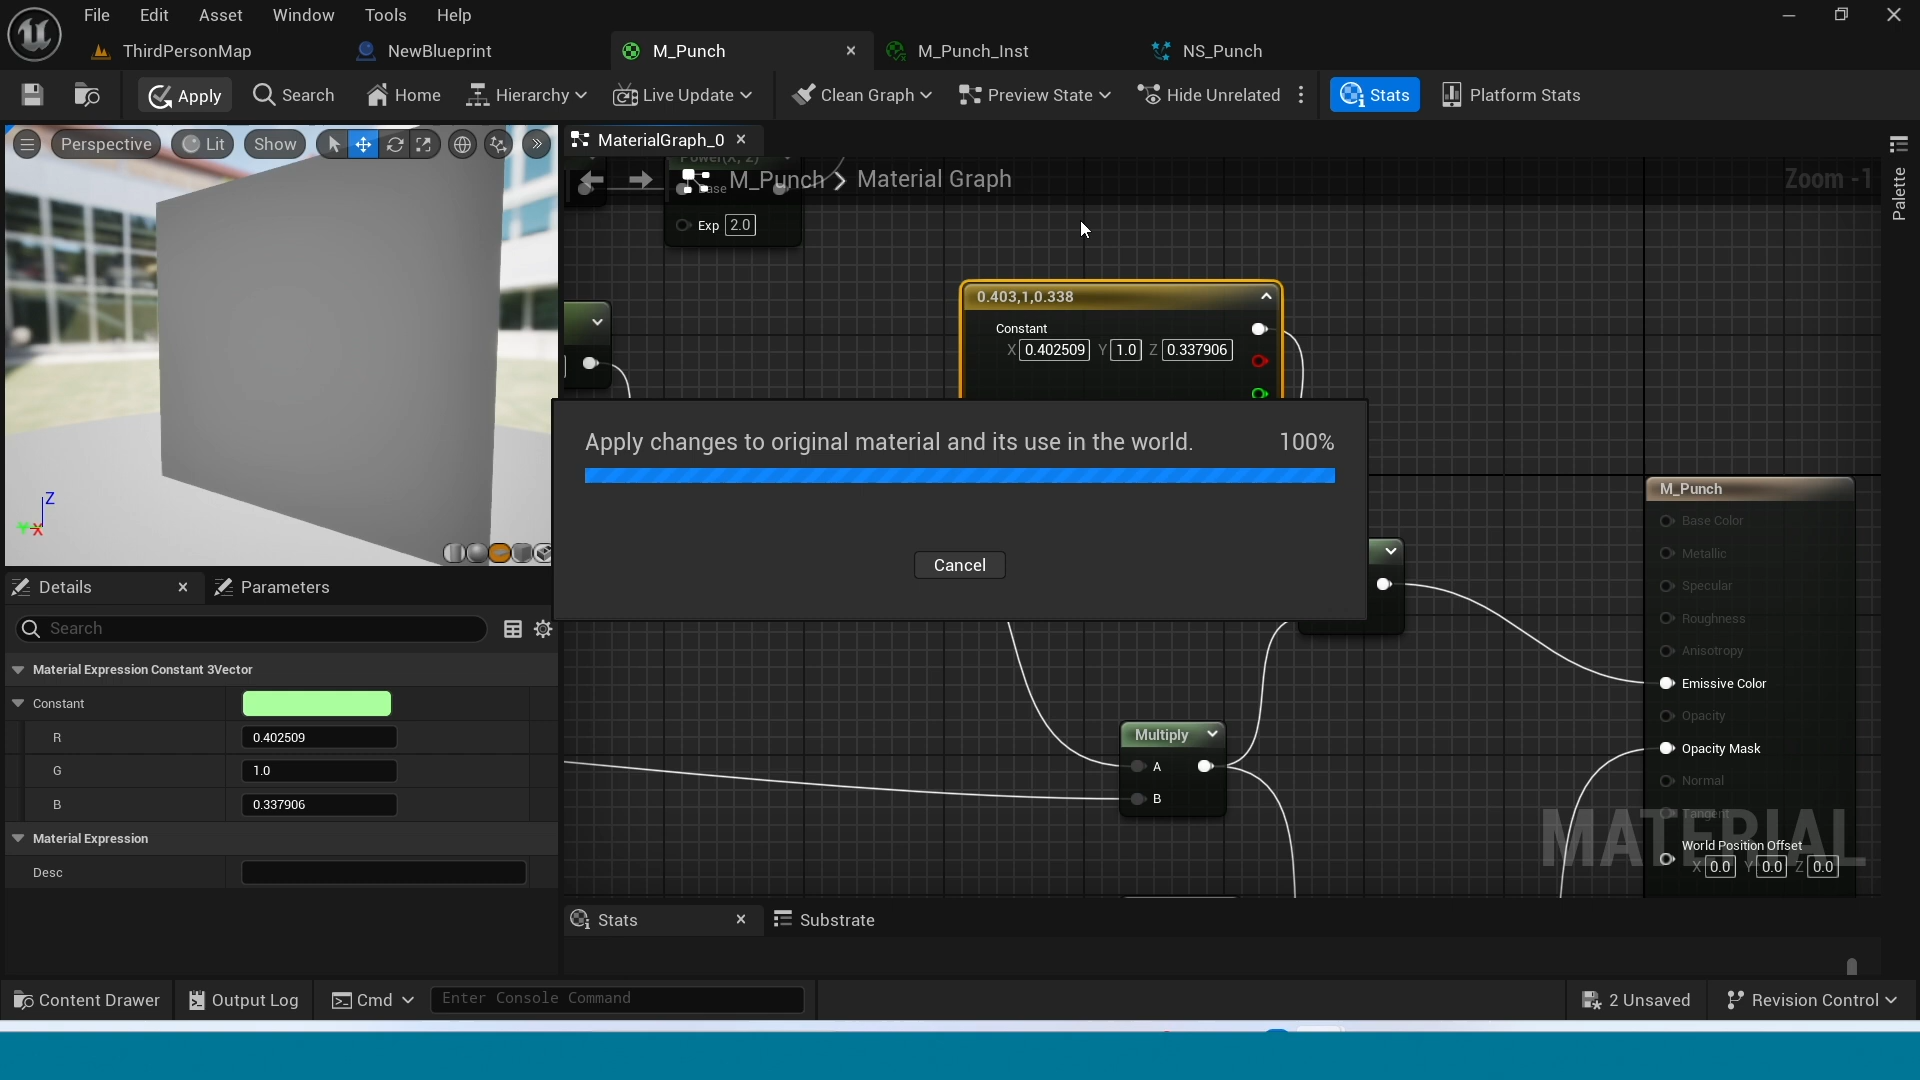 File Edit Asset Window Tools Help
ThirdPersonMap NewBlueprint M_Punch M_Punch_Inst NS_Punch
Apply Search Home Hierarchy Live Update Clean Graph Preview State Hide Unrelated Stats Platform Stats
Perspective Lit Show
MaterialGraph_0
Power(X, 2)
M_Punch Material Graph
Zoom -1
Palette
Base
Exp 2.0
0.403,1,0.338
Constant
X 0.402509 Y 1.0 Z 0.337906
Apply changes to original material and its use in the world. 100%
Cancel
Z
Y X
M_Punch
Base Color
Metallic
Specular
Roughness
Anisotropy
Emissive Color
Opacity
Opacity Mask
Normal
Tangent
World Position Offset
X 0.0 Y 0.0 Z 0.0
MATERIAL
Multiply
A
B
Details Parameters
Search
Material Expression Constant 3Vector
Constant
R 0.402509
G 1.0
B 0.337906
Material Expression
Desc
Stats Substrate
Content Drawer Output Log Cmd Enter Console Command 2 Unsaved Revision Control